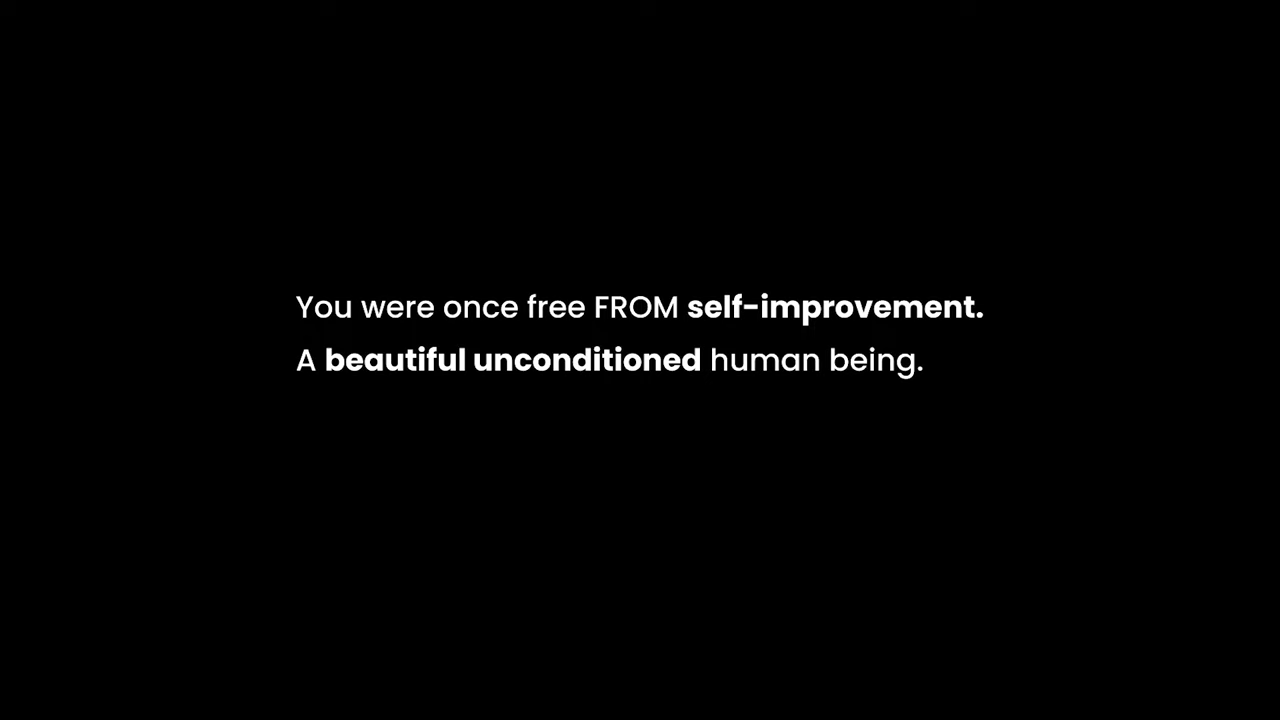 You were once free FROM self-improvement.
A beautiful unconditioned human being.